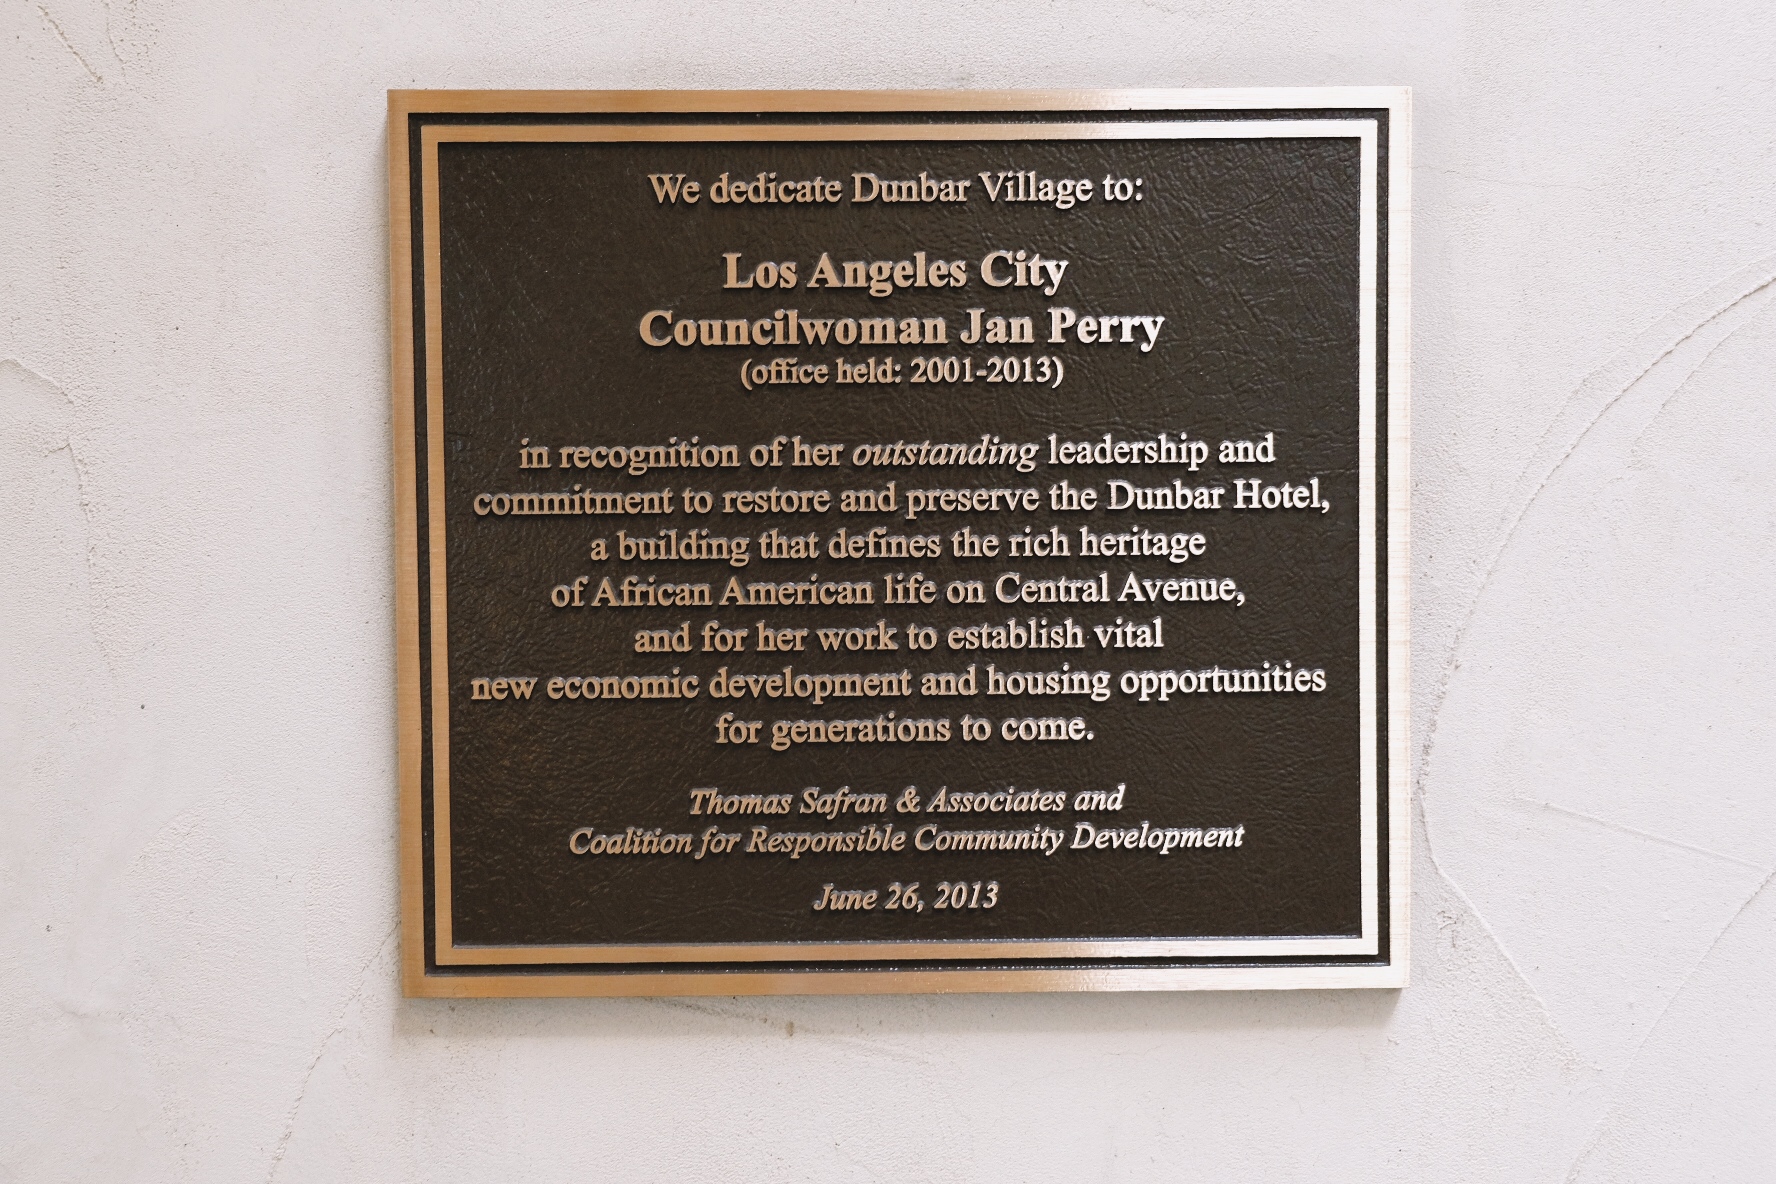 We dedicate Dunbar Village to:
Los Angeles City
Councilwoman Jan Perry
(office held: 2001-2013)
in recognition of her outstanding leadership and
commitment to restore and preserve the Dunbar Hotel,
a building that defines the rich heritage
of African American life on Central Avenue,
and for her work to establish vital
new economic development and housing opportunities
for generations to come.
Thomas Safran & Associates and
Coalition for Responsible Community Development
June 26, 2013